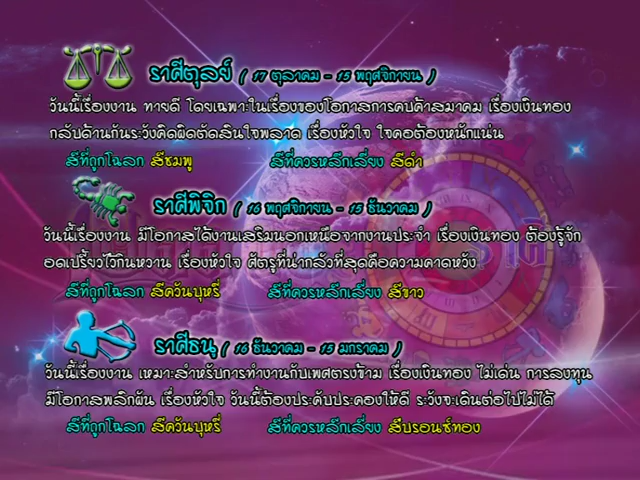 ราศีตุลย์ ( 17 ตุลาคม - 15 พฤศจิกายน )
วันนี้เรื่องงาน ทายดี โดยเฉพาะในเรื่องของโอกาสการคบค้าสมาคม เรื่องเงินทอง
กลับด้านกันระวังคิดผิดตัดสินใจพลาด เรื่องหัวใจ ใจคอต้องหนักแน่น
สีที่ถูกโฉลก สีชมพู สีที่ควรหลีกเลี่ยง สีดำ
ราศีพิจิก ( 16 พฤศจิกายน - 15 ธันวาคม )
วันนี้เรื่องงาน มีโอกาสได้งานเสริมนอกเหนือจากงานประจำ เรื่องเงินทอง ต้องรู้จัก
อดเปรี้ยวไว้กินหวาน เรื่องหัวใจ ศัตรูที่น่ากลัวที่สุดคือความคาดหวัง
สีที่ถูกโฉลก สีควันบุหรี่ สีที่ควรหลีกเลี่ยง สีขาว
ราศีธนู ( 16 ธันวาคม - 15 มกราคม )
วันนี้เรื่องงาน เหมาะสำหรับการทำงานกับเพศตรงข้าม เรื่องเงินทอง ไม่เด่น การลงทุน
มีโอกาสพลิกผัน เรื่องหัวใจ วันนี้ต้องประคับประคองให้ดี ระวังจะเดินต่อไปไม่ได้
สีที่ถูกโฉลก สีควันบุหรี่ สีที่ควรหลีกเลี่ยง สีบรอนซ์ทอง